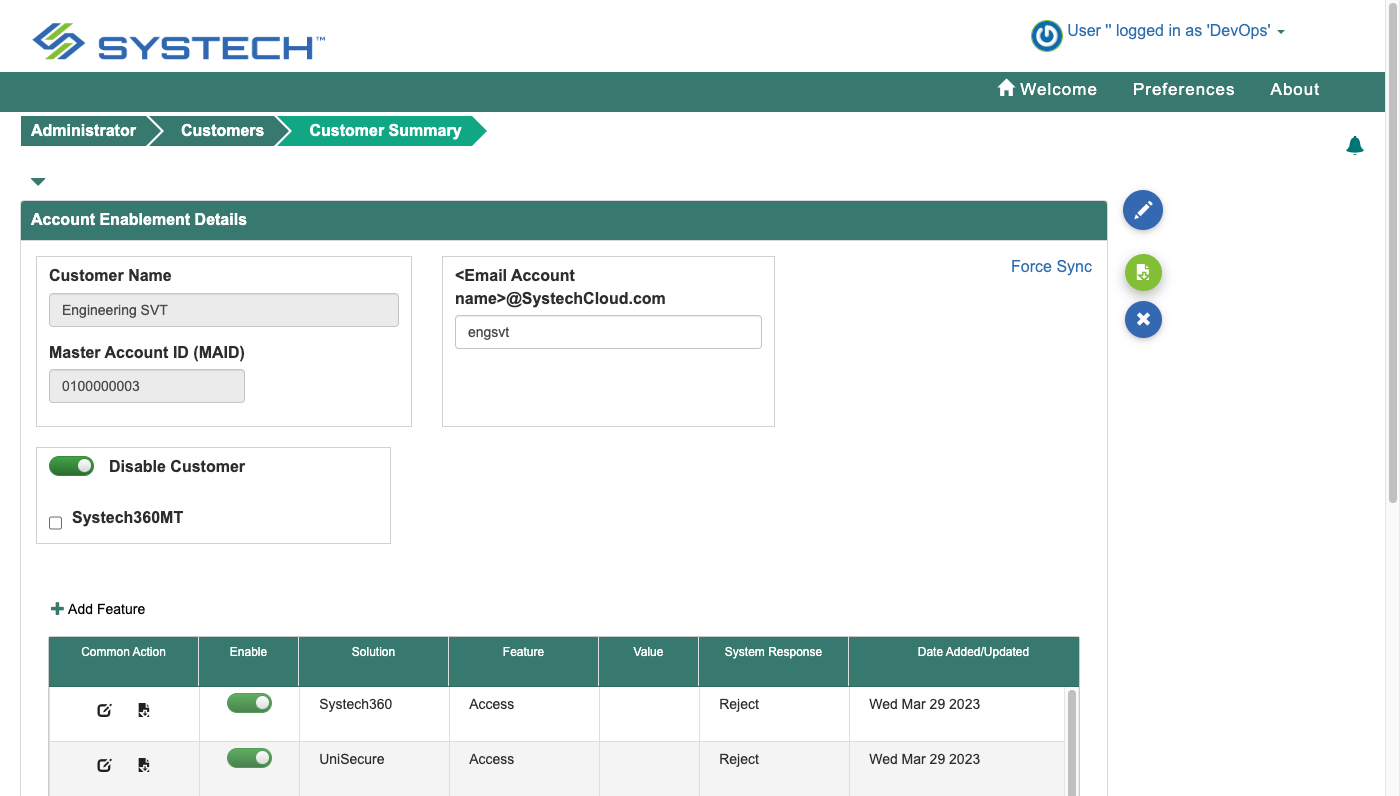 SYSTECH™
User '' logged in as 'DevOps'
Welcome Preferences About
Administrator Customers Customer Summary
Account Enablement Details
Customer Name
Engineering SVT
Master Account ID (MAID)
0100000003
<Email Account
name>@SystechCloud.com
engsvt
Force Sync
Disable Customer
Systech360MT
Add Feature
Common Action Enable Solution Feature Value System Response Date Added/Updated
Systech360 Access Reject Wed Mar 29 2023
UniSecure Access Reject Wed Mar 29 2023